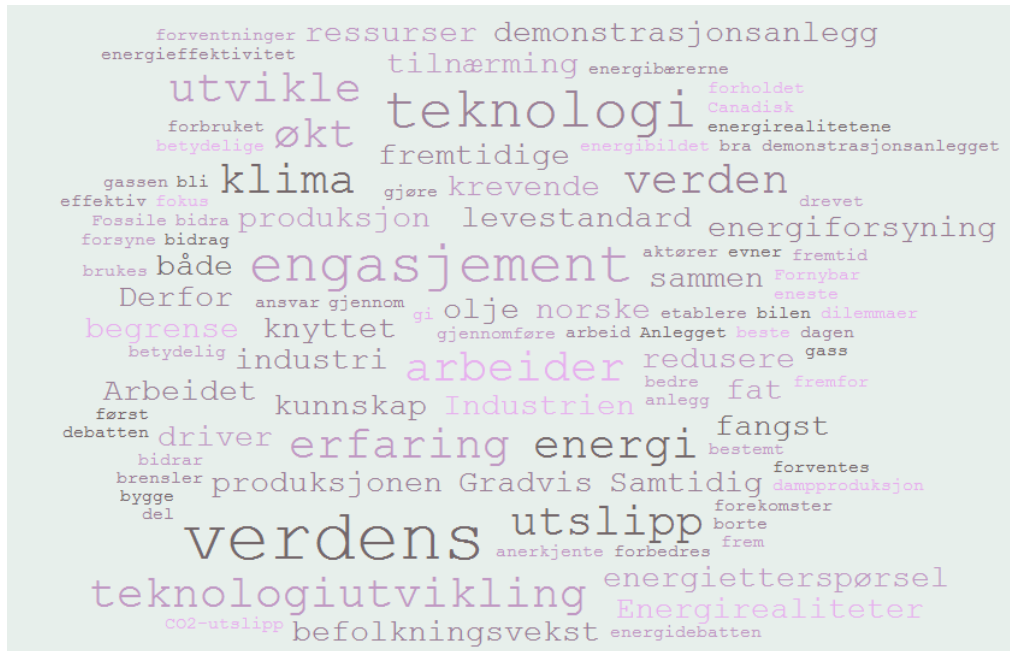 forventninger ressurser demonstrasjonsanlegg
energieffektivitet tilnærming energibærerne
utvikle teknologi forholdet
Canadisk
forbruket økt energirealitetene
betydelige fremtidige energibildet bra demonstrasjonsanlegget
gassen bli klima gjøre krevende verden
effektiv fokus drevet
Fossile bidra produksjon levestandard energiforsyning
forsyne bidrag
brukes både engasjement aktører evner fremtid
sammen Fornybar
Derfor ansvar gjennom eneste
gi olje norske etablere bilen dilemmaer
begrense knyttet gjennomføre arbeid Anlegget beste dagen
betydelig industri arbeider redusere gass
Arbeidet bedre fat fremfor
kunnskap Industrien anlegg
først
debatten driver erfaring energi fangst
bestemt
bidrar
brensler produksjonen Gradvis Samtidig forventes
dampproduksjon
bygge
del forekomster
verdens utslipp borte
frem
anerkjente forbedres
teknologiutvikling energietterspørsel
Energirealiteter
CO2-utslipp befolkningsvekst energidebatten